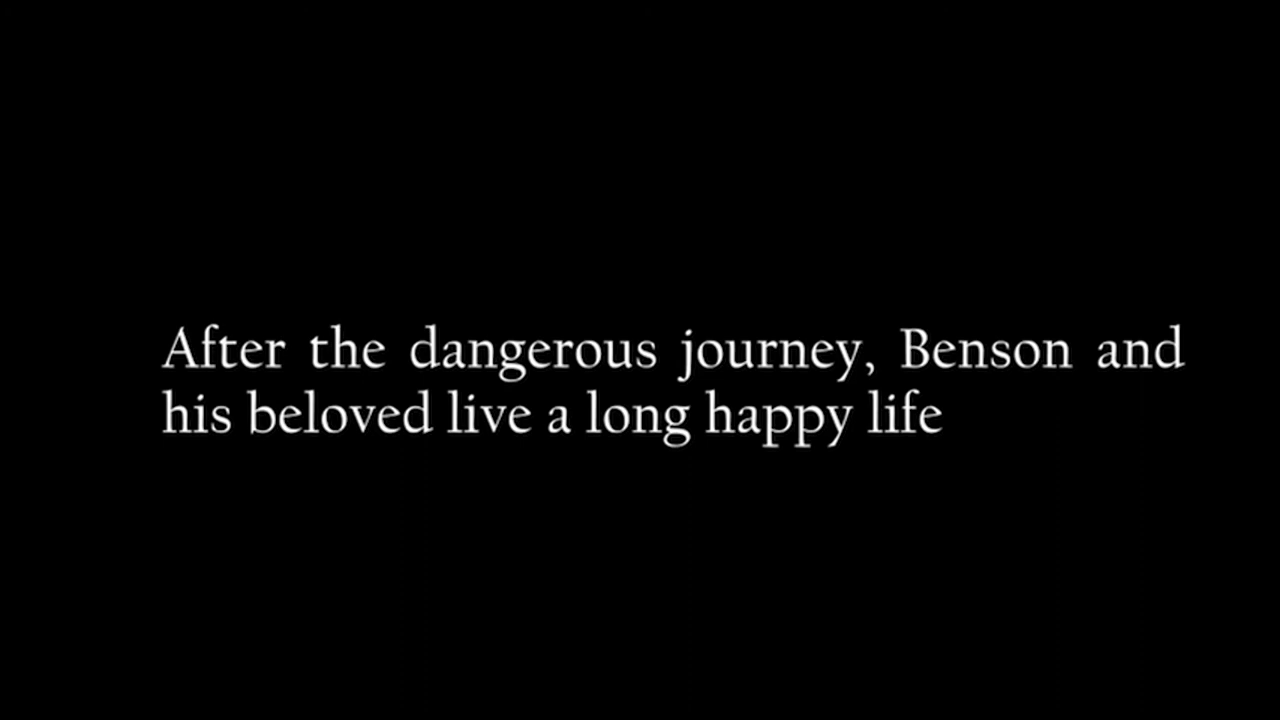 After the dangerous journey, Benson and
his beloved live a long happy life